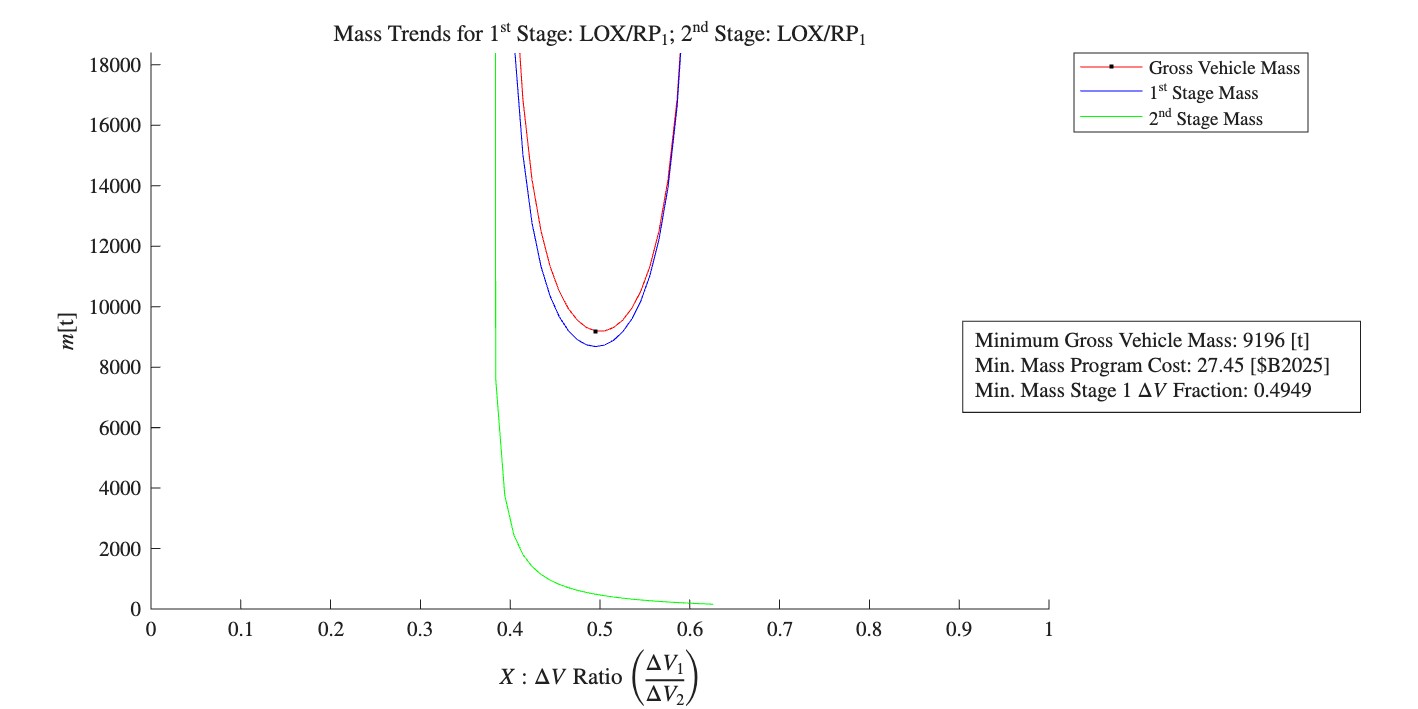 Mass Trends for 1st Stage: LOX/RP1; 2nd Stage: LOX/RP1
Gross Vehicle Mass
1st Stage Mass
2nd Stage Mass
18000
16000
14000
12000
10000
8000
6000
4000
2000
0
m[t]
Minimum Gross Vehicle Mass: 9196 [t]
Min. Mass Program Cost: 27.45 [$B2025]
Min. Mass Stage 1 ΔV Fraction: 0.4949
0 0.1 0.2 0.3 0.4 0.5 0.6 0.7 0.8 0.9 1
X : ΔV Ratio (ΔV1/ΔV2)